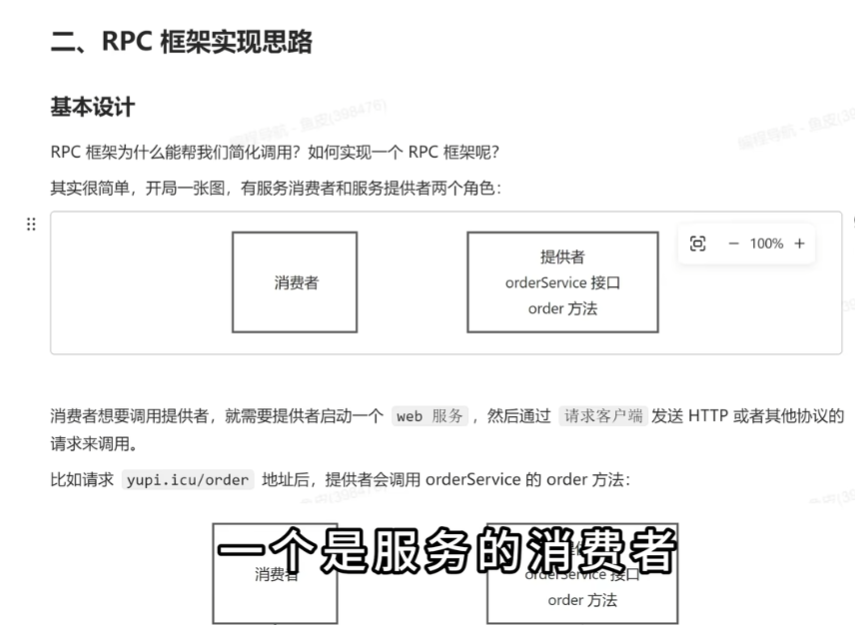 二、RPC 框架实现思路
基本设计
编程导航 - 鱼皮(398476)
RPC 框架为什么能帮我们简化调用？如何实现一个 RPC 框架呢？
其实很简单，开局一张图，有服务消费者和服务提供者两个角色：
消费者
提供者
orderService 接口
order 方法
100%
消费者想要调用提供者，就需要提供者启动一个 web 服务 ，然后通过 请求客户端 发送 HTTP 或者其他协议的
请求来调用。
比如请求 yupi.icu/order 地址后，提供者会调用 orderService 的 order 方法：
一个是服务的消费者
消费者
orderService 接口
order 方法